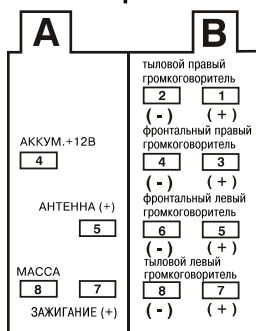 A
B
АККУМ.+12В
4
АНТЕННА (+)
5
МАССА
8 7
ЗАЖИГАНИЕ (+)
тыловой правый
громкоговоритель
2 1
(-) (+)
фронтальный правый
громкоговоритель
4 3
(-) (+)
фронтальный левый
громкоговоритель
6 5
(-) (+)
тыловой левый
громкоговоритель
8 7
(-) (+)